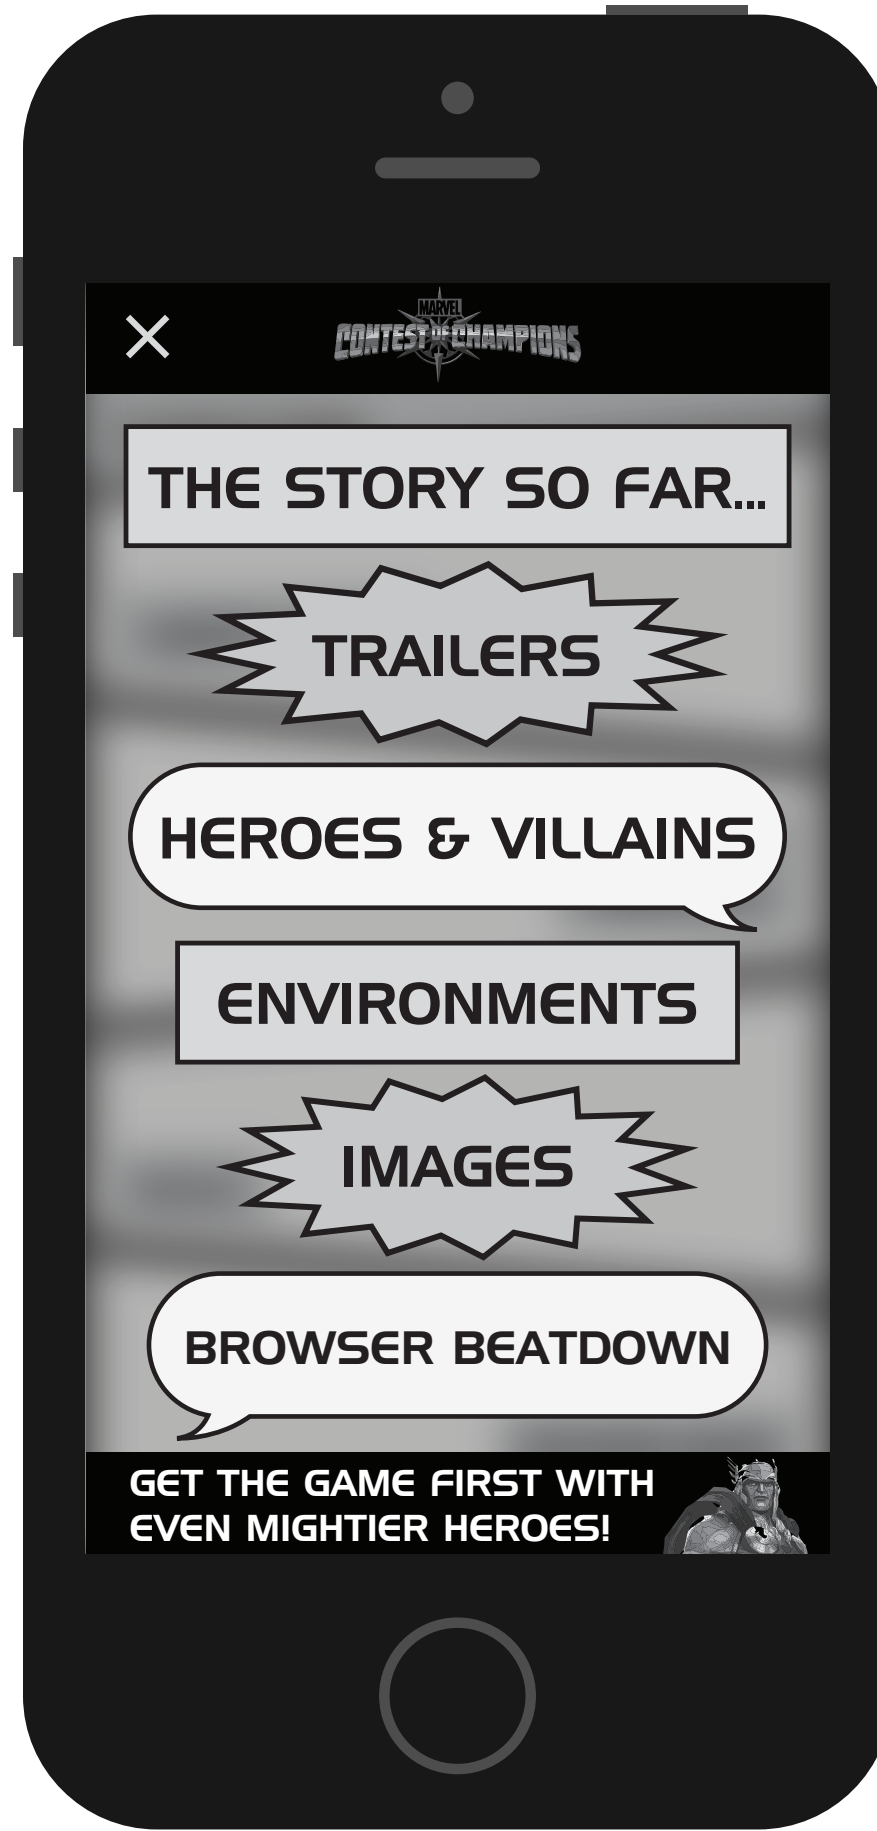 MARVEL
CONTEST OF CHAMPIONS
THE STORY SO FAR...
TRAILERS
HEROES & VILLAINS
ENVIRONMENTS
IMAGES
BROWSER BEATDOWN
GET THE GAME FIRST WITH
EVEN MIGHTIER HEROES!